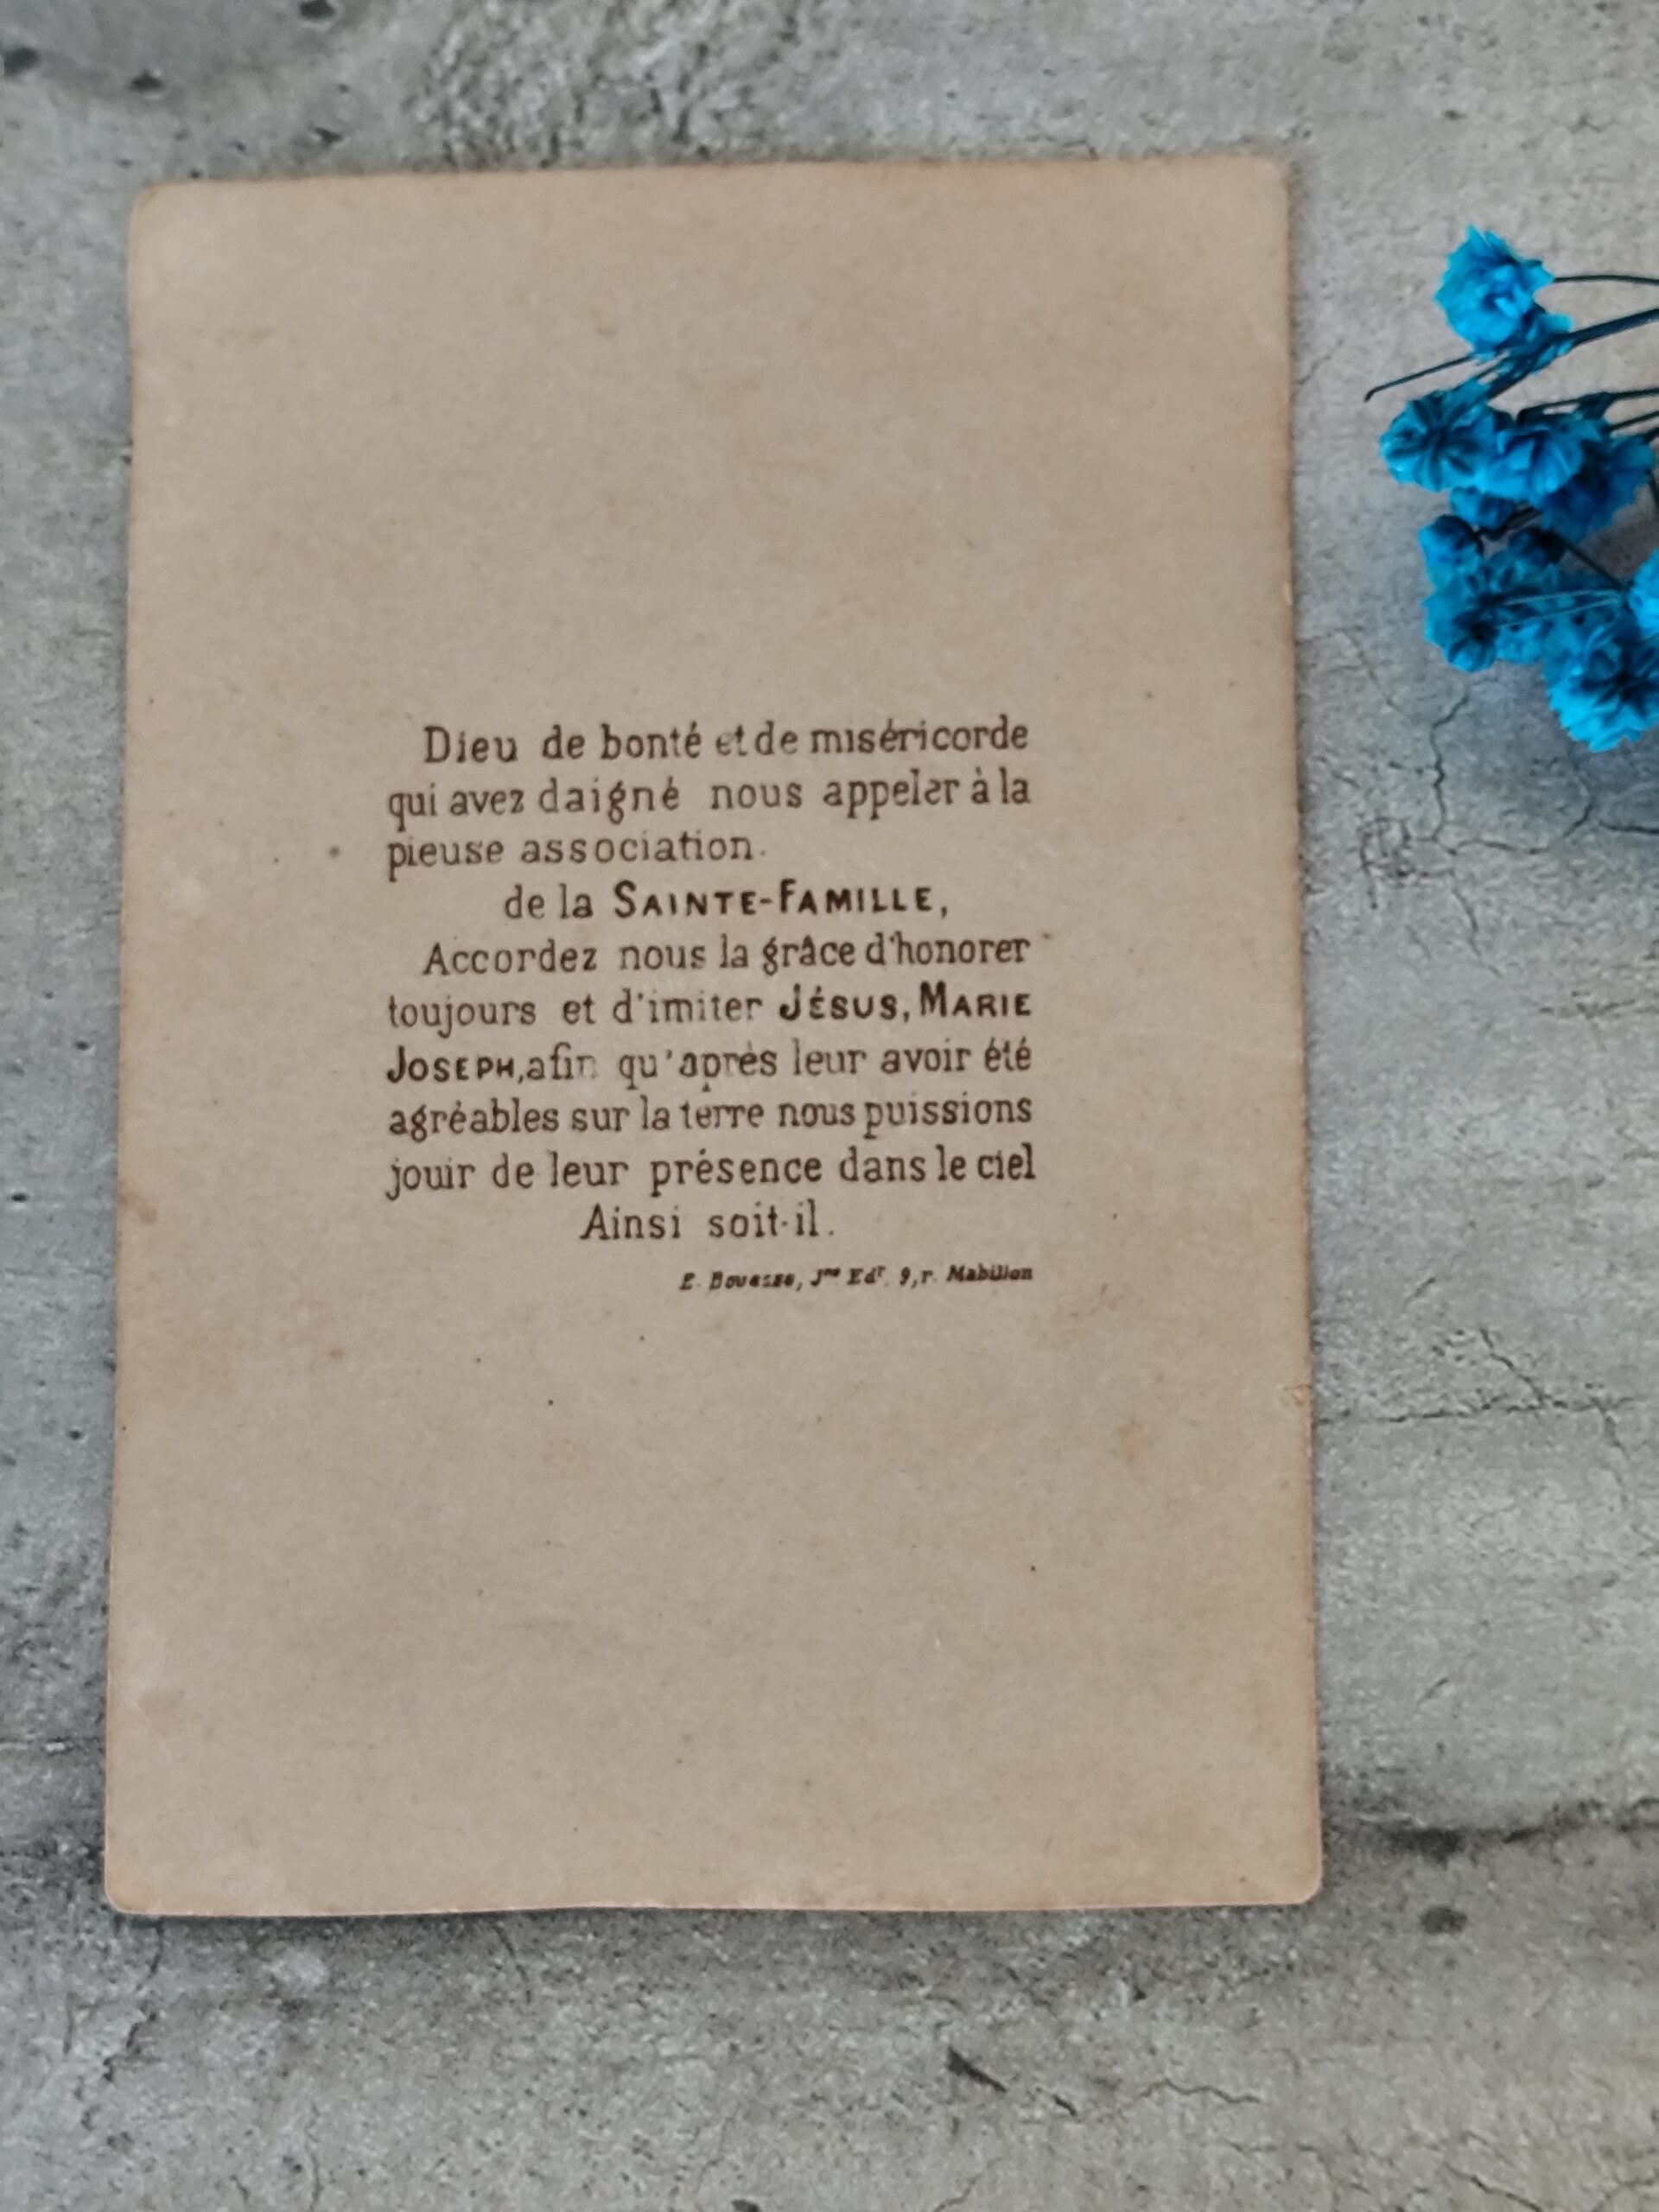 Dieu de bonté et de miséricorde
qui avez daigné nous appeler à la
pieuse association.
de la SAINTE-FAMILLE,
Accordez nous la grâce d'honorer
toujours et d'imiter JÉSUS, MARIE
JOSEPH, afin qu'après leur avoir été
agréables sur la terre nous puissions
jouir de leur présence dans le ciel
Ainsi soit-il.
E. Bouasse, Jne Edr. 9, r. Mabillon